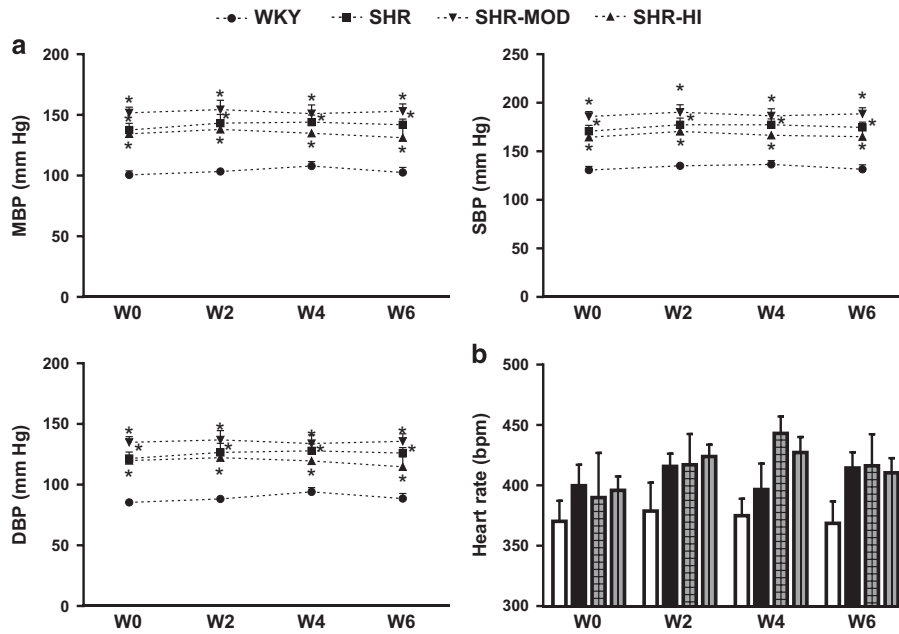 WKY SHR SHR-MOD SHR-HI
a
MBP (mm Hg)
200
150
100
50
0
W0 W2 W4 W6
SBP (mm Hg)
250
200
150
100
50
0
W0 W2 W4 W6
DBP (mm Hg)
200
150
100
50
0
W0 W2 W4 W6
b
Heart rate (bpm)
500
450
400
350
300
W0 W2 W4 W6